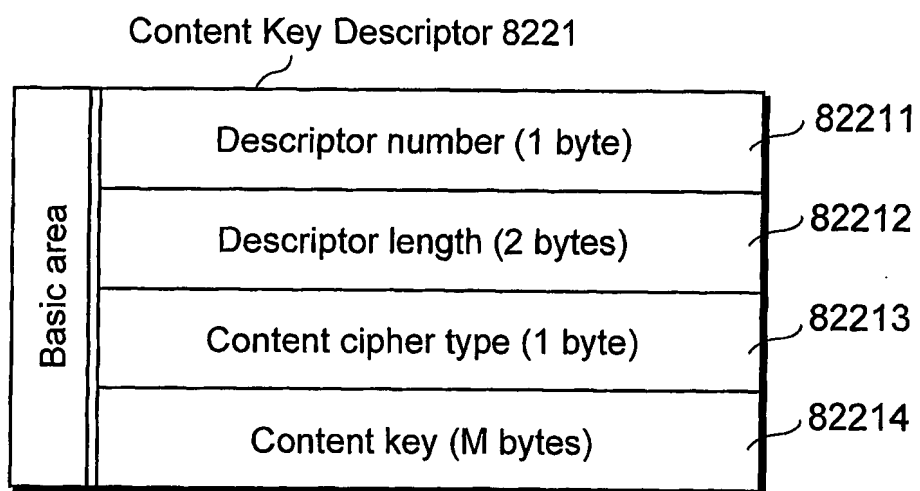 Content Key Descriptor 8221
Basic area
Descriptor number (1 byte)
82211
Descriptor length (2 bytes)
82212
Content cipher type (1 byte)
82213
Content key (M bytes)
82214